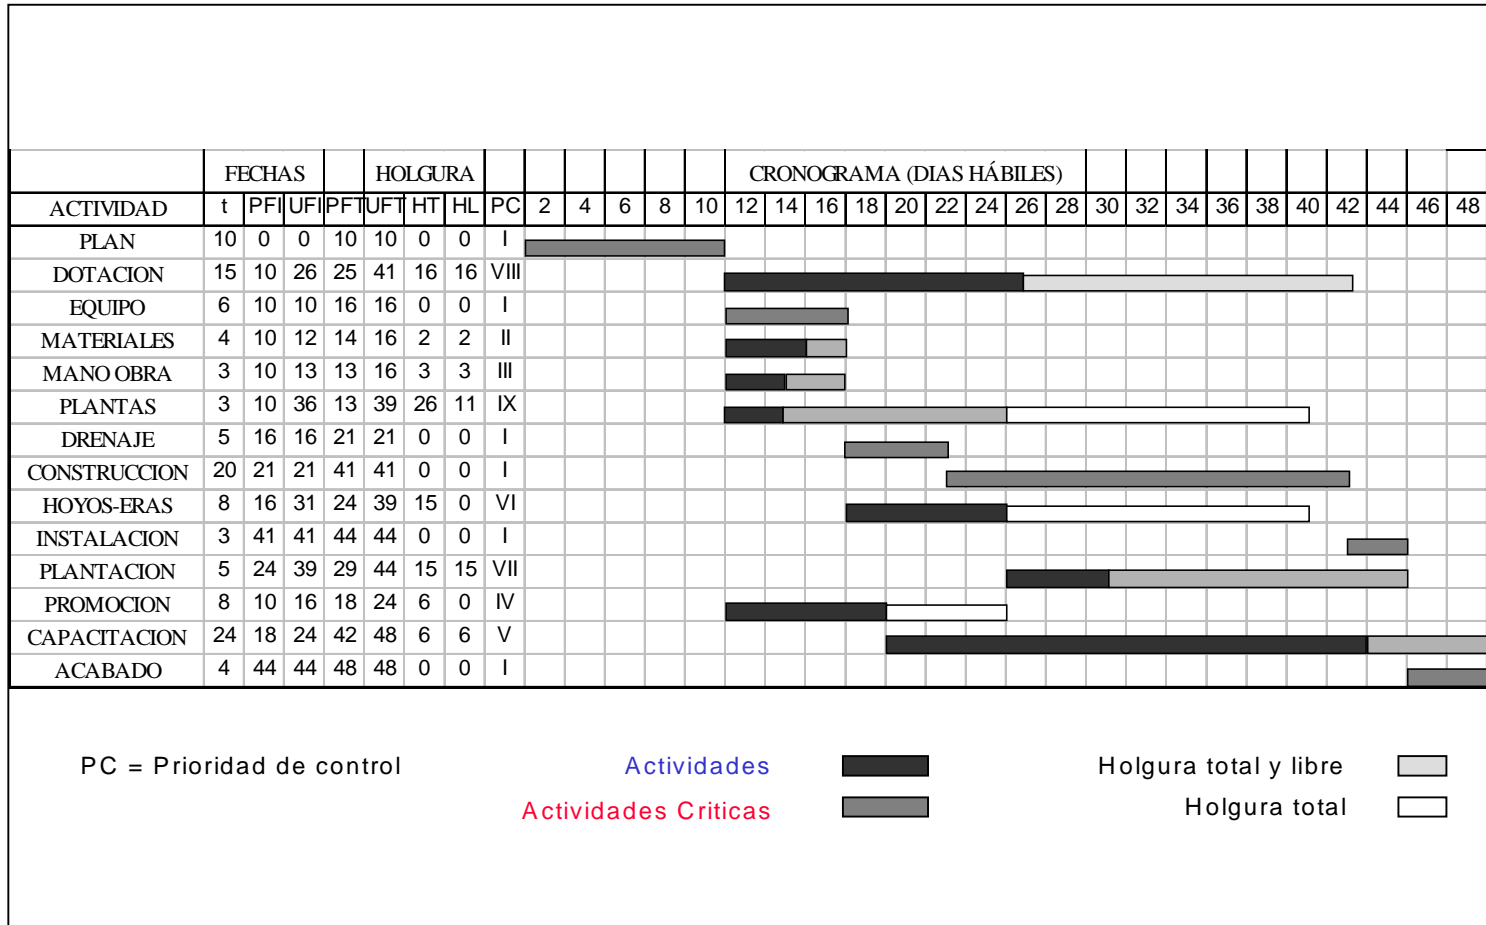 FECHAS HOLGURA CRONOGRAMA (DIAS HÁBILES)
ACTIVIDAD t PFI UFI PFT UFT HT HL PC 2 4 6 8 10 12 14 16 18 20 22 24 26 28 30 32 34 36 38 40 42 44 46 48
PLAN 10 0 0 10 10 0 0 I
DOTACION 15 10 26 25 41 16 16 VIII
EQUIPO 6 10 10 16 16 0 0 I
MATERIALES 4 10 12 14 16 2 2 II
MANO OBRA 3 10 13 13 16 3 3 III
PLANTAS 3 10 36 13 39 26 11 IX
DRENAJE 5 16 16 21 21 0 0 I
CONSTRUCCION 20 21 21 41 41 0 0 I
HOYOS-ERAS 8 16 31 24 39 15 0 VI
INSTALACION 3 41 41 44 44 0 0 I
PLANTACION 5 24 39 29 44 15 15 VII
PROMOCION 8 10 16 18 24 6 0 IV
CAPACITACION 24 18 24 42 48 6 6 V
ACABADO 4 44 44 48 48 0 0 I
PC = Prioridad de control Actividades Holgura total y libre
Actividades Criticas Holgura total